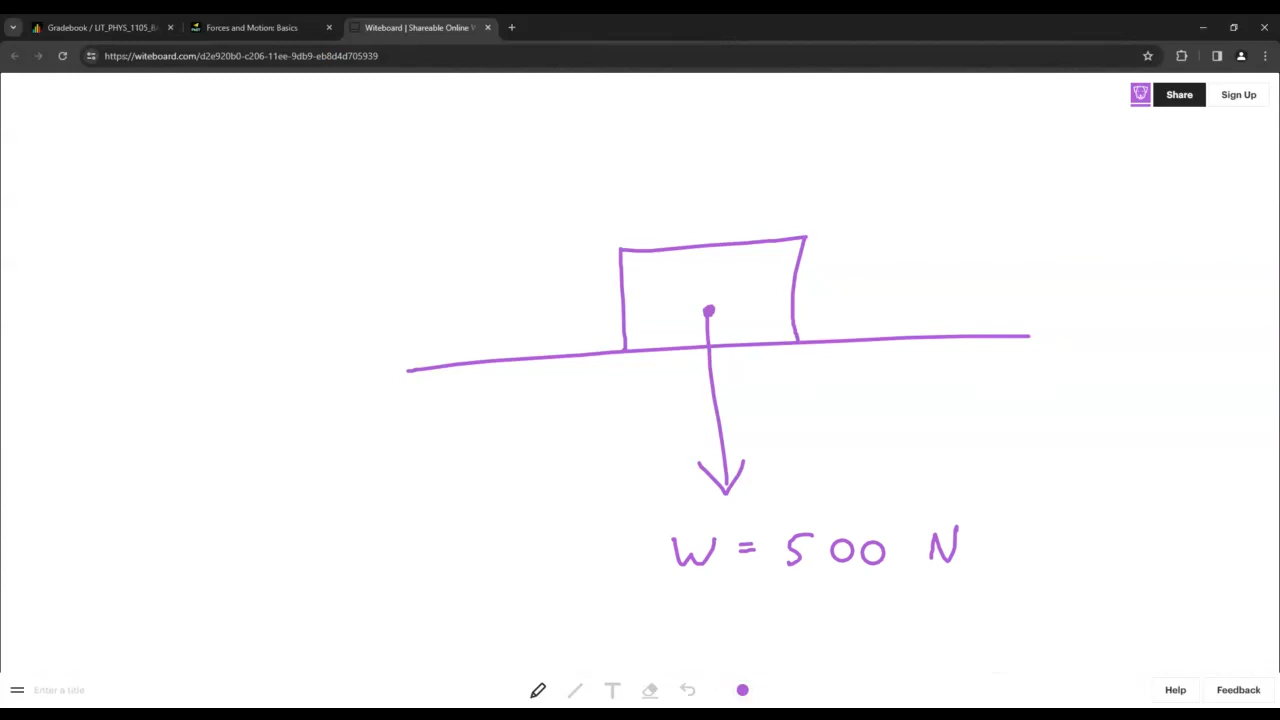 Gradebook / LIT_PHYS_1105_B
Forces and Motion: Basics
Witeboard | Shareable Online W
https://witeboard.com/d2e920b0-c206-11ee-9db9-eb8d4d705939
Share
Sign Up
W = 500 N
Enter a title
T
Help
Feedback